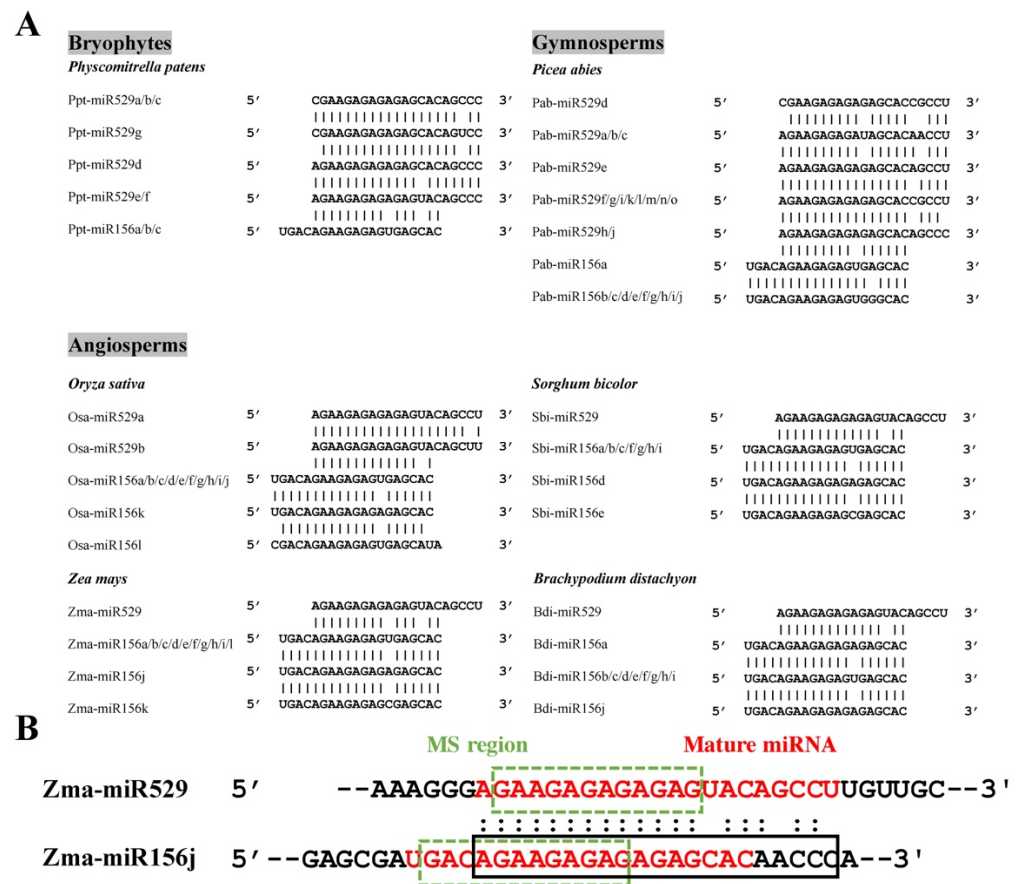 A
Bryophytes
Physcomitrella patens
Ppt-miR529a/b/c 5′ CGAAGAGAGAGAGCACAGCCC 3′
Ppt-miR529g 5′ CGAAGAGAGAGAGCACAGUCC 3′
Ppt-miR529d 5′ AGAAGAGAGAGAGCACAGCCC 3′
Ppt-miR529e/f 5′ AGAAGAGAGAGAGUACAGCCC 3′
Ppt-miR156a/b/c 5′ UGACAGAAGAGAGUGAGCAC 3′
Gymnosperms
Picea abies
Pab-miR529d 5′ CGAAGAGAGAGAGCACCGCCU 3′
Pab-miR529a/b/c 5′ AGAAGAGAGAUAGCACAACCU 3′
Pab-miR529e 5′ AGAAGAGAGAGAGCACAGCCU 3′
Pab-miR529f/g/i/k/l/m/n/o 5′ AGAAGAGAGAGAGCACCGCCU 3′
Pab-miR529h/j 5′ AGAAGAGAGAGAGCACAGCCC 3′
Pab-miR156a 5′ UGACAGAAGAGAGUGAGCAC 3′
Pab-miR156b/c/d/e/f/g/h/i/j 5′ UGACAGAAGAGAGUGGGCAC 3′
Angiosperms
Oryza sativa
Osa-miR529a 5′ AGAAGAGAGAGAGUACAGCCU 3′
Osa-miR529b 5′ AGAAGAGAGAGAGUACAGCUU 3′
Osa-miR156a/b/c/d/e/f/g/h/i/j 5′ UGACAGAAGAGAGUGAGCAC 3′
Osa-miR156k 5′ UGACAGAAGAGAGAGAGCAC 3′
Osa-miR156l 5′ CGACAGAAGAGAGUGAGCAUA 3′
Sorghum bicolor
Sbi-miR529 5′ AGAAGAGAGAGAGUACAGCCU 3′
Sbi-miR156a/b/c/f/g/h/i 5′ UGACAGAAGAGAGUGAGCAC 3′
Sbi-miR156d 5′ UGACAGAAGAGAGAGAGCAC 3′
Sbi-miR156e 5′ UGACAGAAGAGAGCGAGCAC 3′
Zea mays
Zma-miR529 5′ AGAAGAGAGAGAGUACAGCCU 3′
Zma-miR156a/b/c/d/e/f/g/h/i/l 5′ UGACAGAAGAGAGUGAGCAC 3′
Zma-miR156j 5′ UGACAGAAGAGAGAGAGCAC 3′
Zma-miR156k 5′ UGACAGAAGAGAGCGAGCAC 3′
Brachypodium distachyon
Bdi-miR529 5′ AGAAGAGAGAGAGUACAGCCU 3′
Bdi-miR156a 5′ UGACAGAAGAGAGAGAGCAC 3′
Bdi-miR156b/c/d/e/f/g/h/i 5′ UGACAGAAGAGAGUGAGCAC 3′
Bdi-miR156j 5′ UGACAGAAGAGAGAGAGCAC 3′
B
MS region Mature miRNA
Zma-miR529 5′ --AAAGGGAGAAGAGAGAGAGUACAGCCUUGUUGC--3'
Zma-miR156j 5′--GAGCGAUGACAGAAGAGAGAGAGCACAACCCA--3'